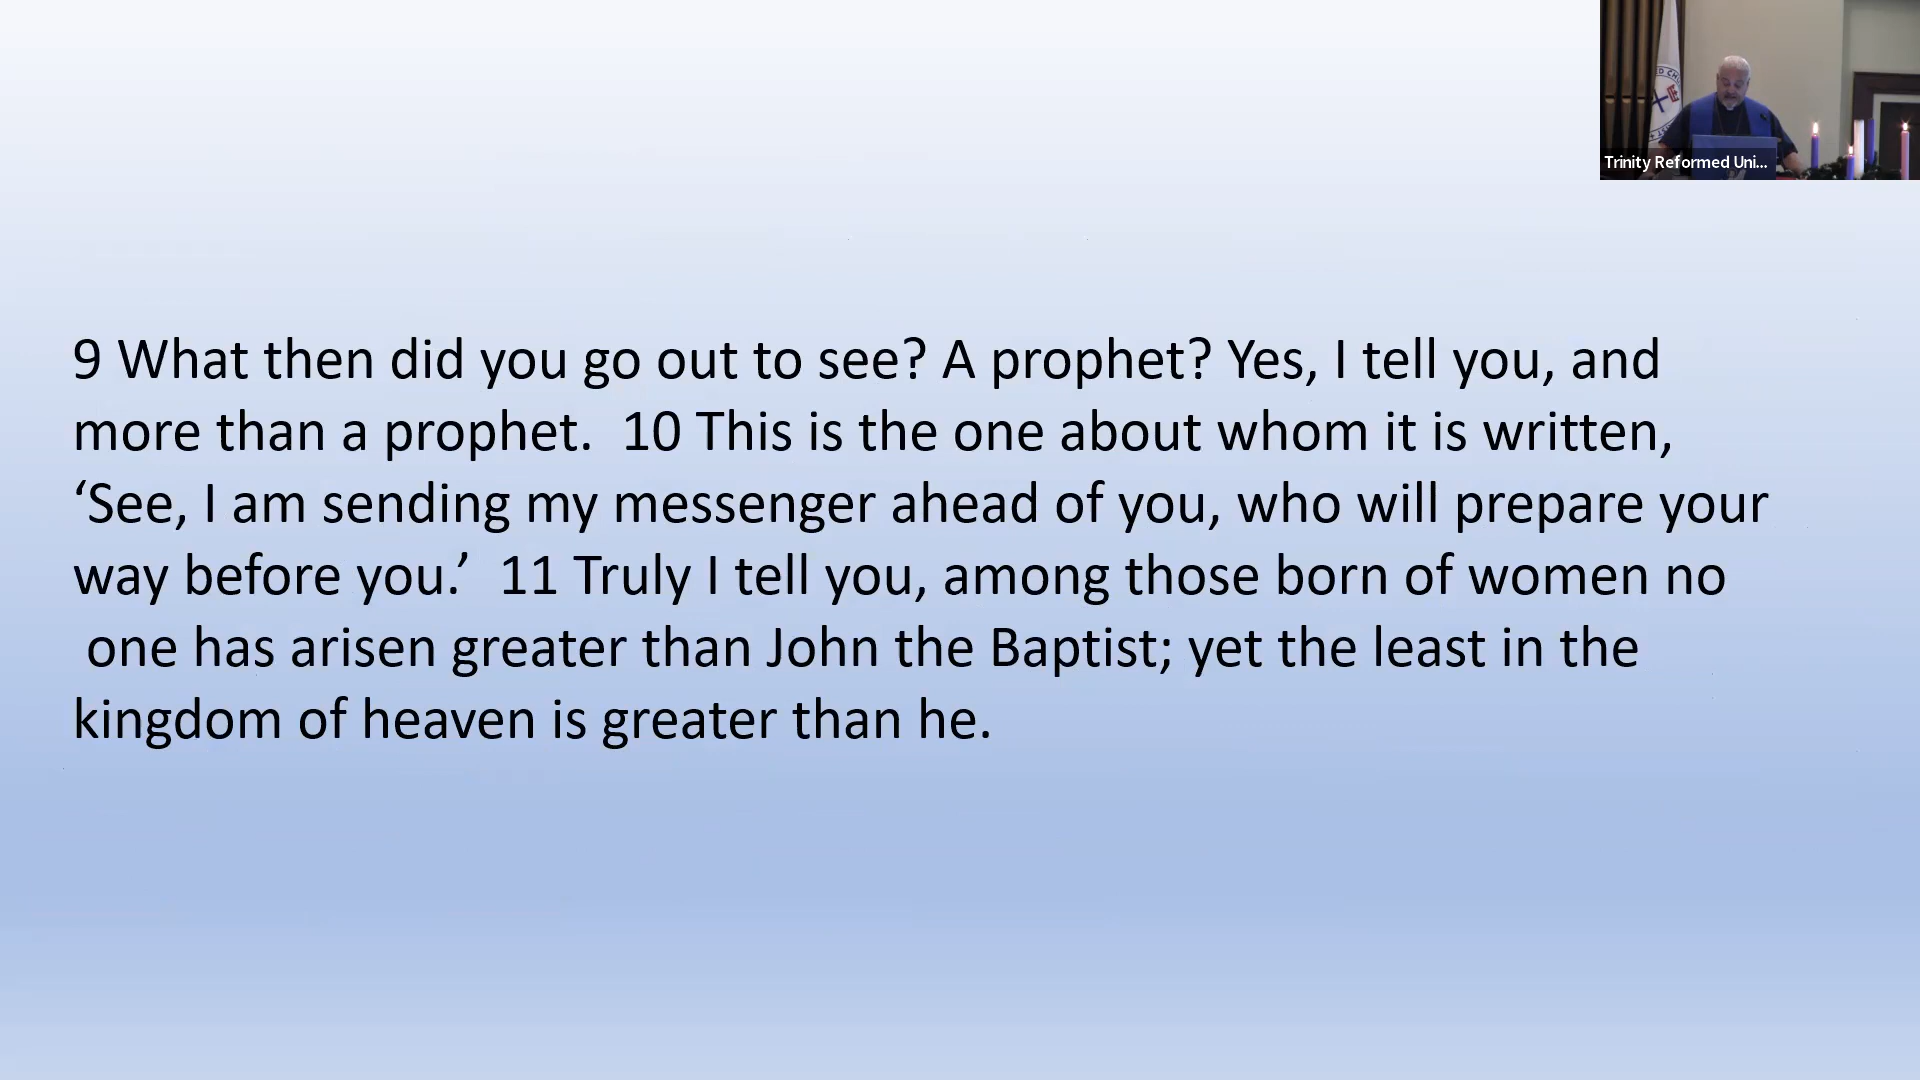 9 What then did you go out to see? A prophet? Yes, I tell you, and
more than a prophet.  10 This is the one about whom it is written,
‘See, I am sending my messenger ahead of you, who will prepare your
way before you.’  11 Truly I tell you, among those born of women no
one has arisen greater than John the Baptist; yet the least in the
kingdom of heaven is greater than he.
Trinity Reformed Uni...